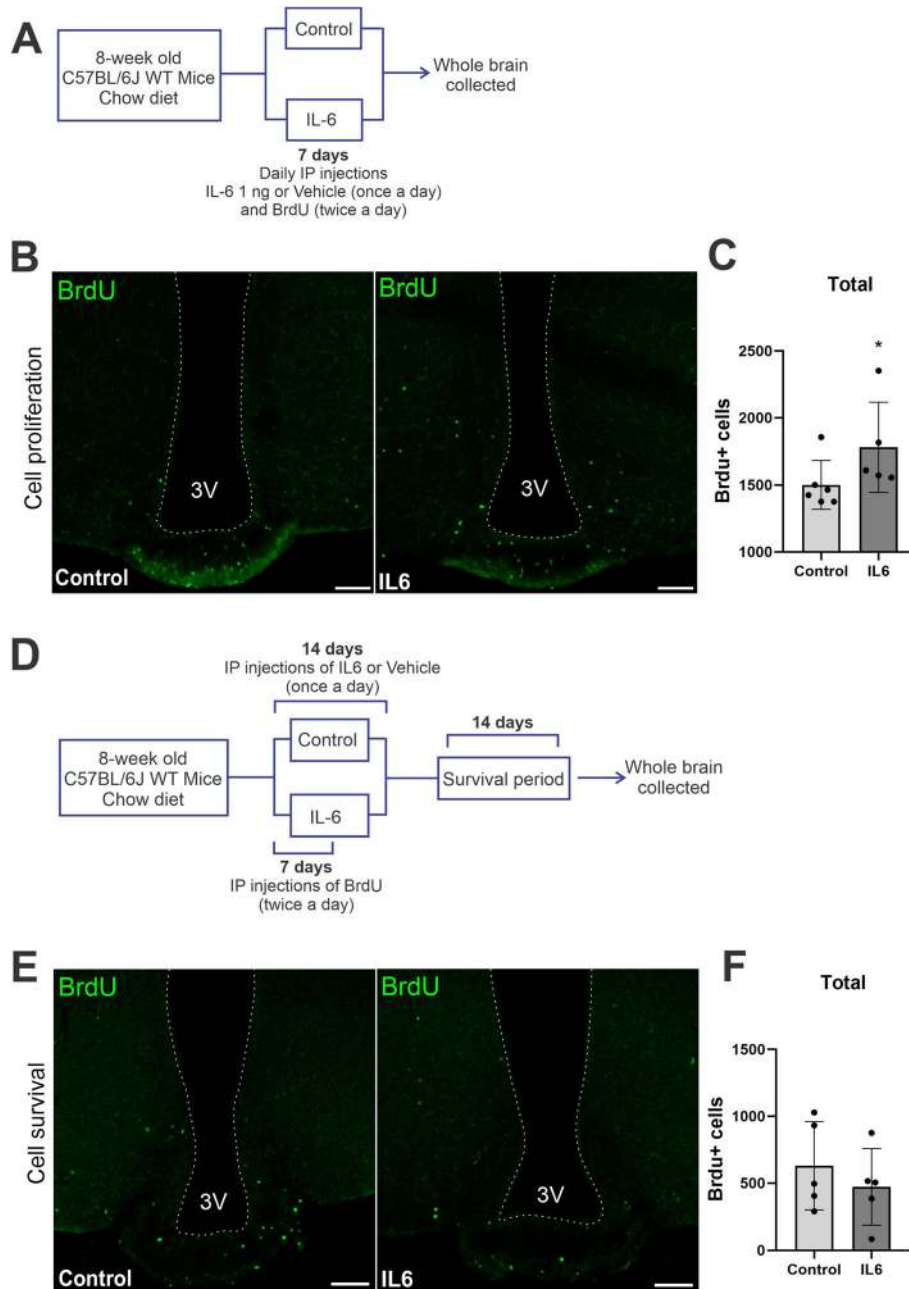 A
8-week old
C57BL/6J WT Mice
Chow diet
Control
IL-6
Whole brain
collected
7 days
Daily IP injections
IL-6 1 ng or Vehicle (once a day)
and BrdU (twice a day)
B
Cell proliferation
BrdU
3V
Control
BrdU
3V
IL6
C
Total
Brdu+ cells
2500
2000
1500
1000
*
Control
IL6
D
14 days
IP injections of IL6 or Vehicle
(once a day)
8-week old
C57BL/6J WT Mice
Chow diet
Control
IL-6
7 days
IP injections of BrdU
(twice a day)
14 days
Survival period
Whole brain
collected
E
Cell survival
BrdU
3V
Control
BrdU
3V
IL6
F
Total
Brdu+ cells
1500
1000
500
0
Control
IL6